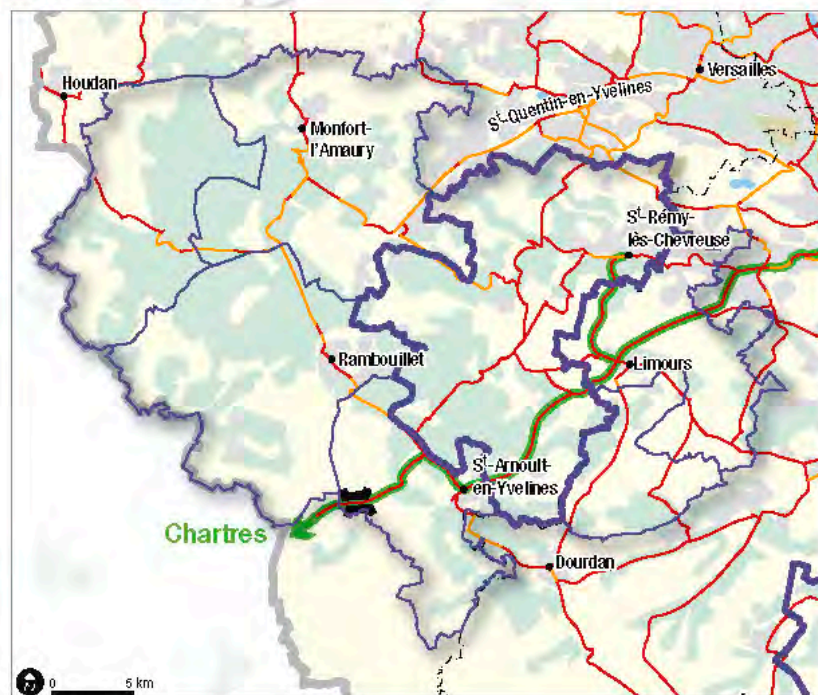 Houdan
Versailles
St-Quentin-en-Yvelines
Monfort-
l'Amaury
St-Rémy-
lès-Chevreuse
Rambouillet
Limours
St-Arnoult-
en-Yvelines
Chartres
Dourdan
0 5 km